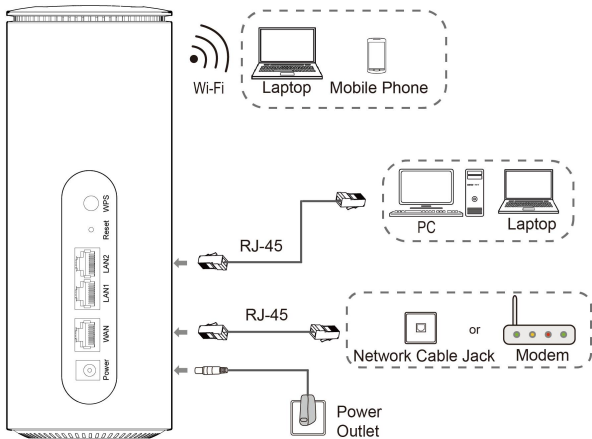 Wi-Fi
Laptop
Mobile Phone
WPS
Reset
LAN2
LAN1
WAN
Power
RJ-45
PC
Laptop
RJ-45
or
Network Cable Jack
Modem
Power
Outlet